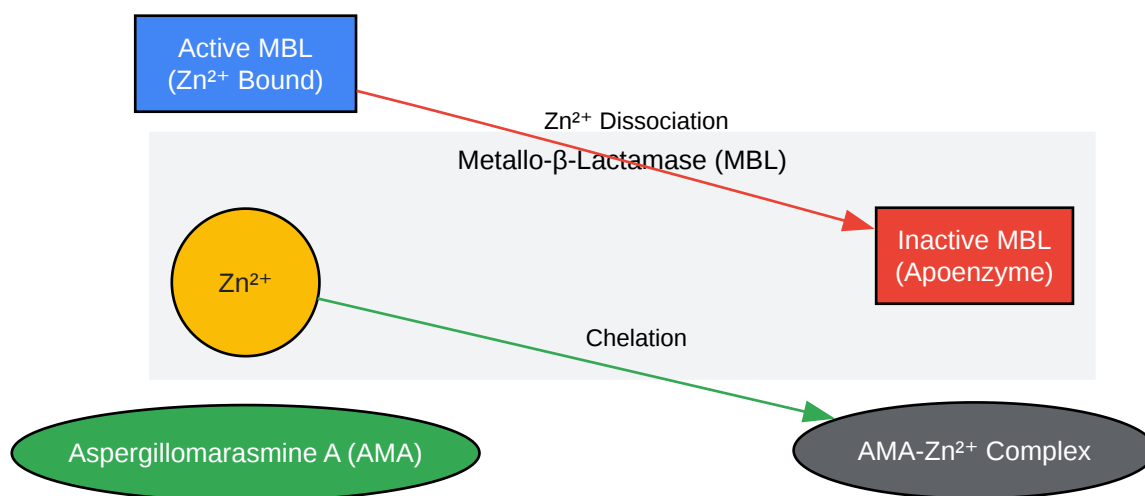 Active MBL
(Zn²⁺ Bound)
Zn²⁺ Dissociation
Metallo-β-Lactamase (MBL)
Inactive MBL
(Apoenzyme)
Zn²⁺
Chelation
Aspergillomarasmine A (AMA)
AMA-Zn²⁺ Complex